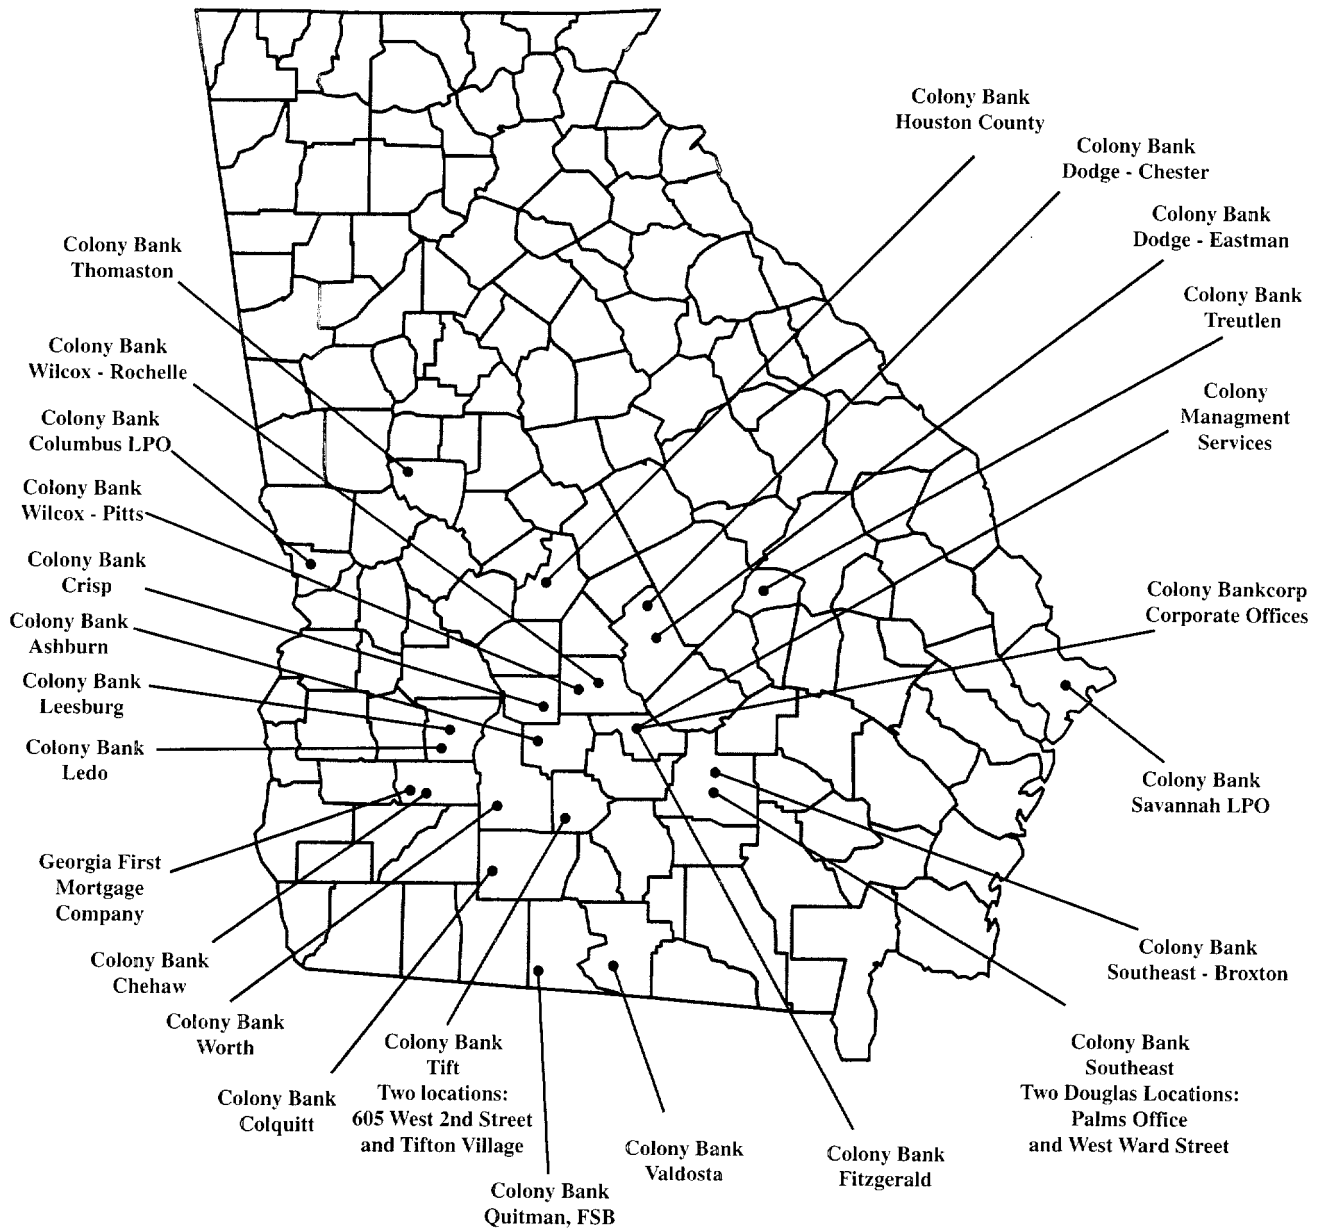 Colony Bank
Houston County
Colony Bank
Dodge - Chester
Colony Bank
Dodge - Eastman
Colony Bank
Treutlen
Colony
Managment
Services
Colony Bankcorp
Corporate Offices
Colony Bank
Savannah LPO
Colony Bank
Southeast - Broxton
Colony Bank
Southeast
Two Douglas Locations:
Palms Office
and West Ward Street
Colony Bank
Fitzgerald
Colony Bank
Valdosta
Colony Bank
Quitman, FSB
Colony Bank
Tift
Two locations:
605 West 2nd Street
and Tifton Village
Colony Bank
Colquitt
Colony Bank
Worth
Colony Bank
Chehaw
Georgia First
Mortgage
Company
Colony Bank
Ledo
Colony Bank
Leesburg
Colony Bank
Ashburn
Colony Bank
Crisp
Colony Bank
Wilcox - Pitts
Colony Bank
Columbus LPO
Colony Bank
Wilcox - Rochelle
Colony Bank
Thomaston